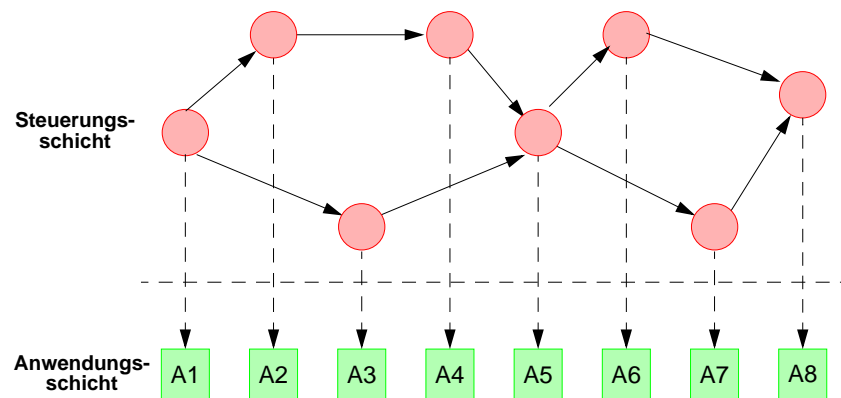 Steuerungs-
schicht
Anwendungs-
schicht
A1 A2 A3 A4 A5 A6 A7 A8